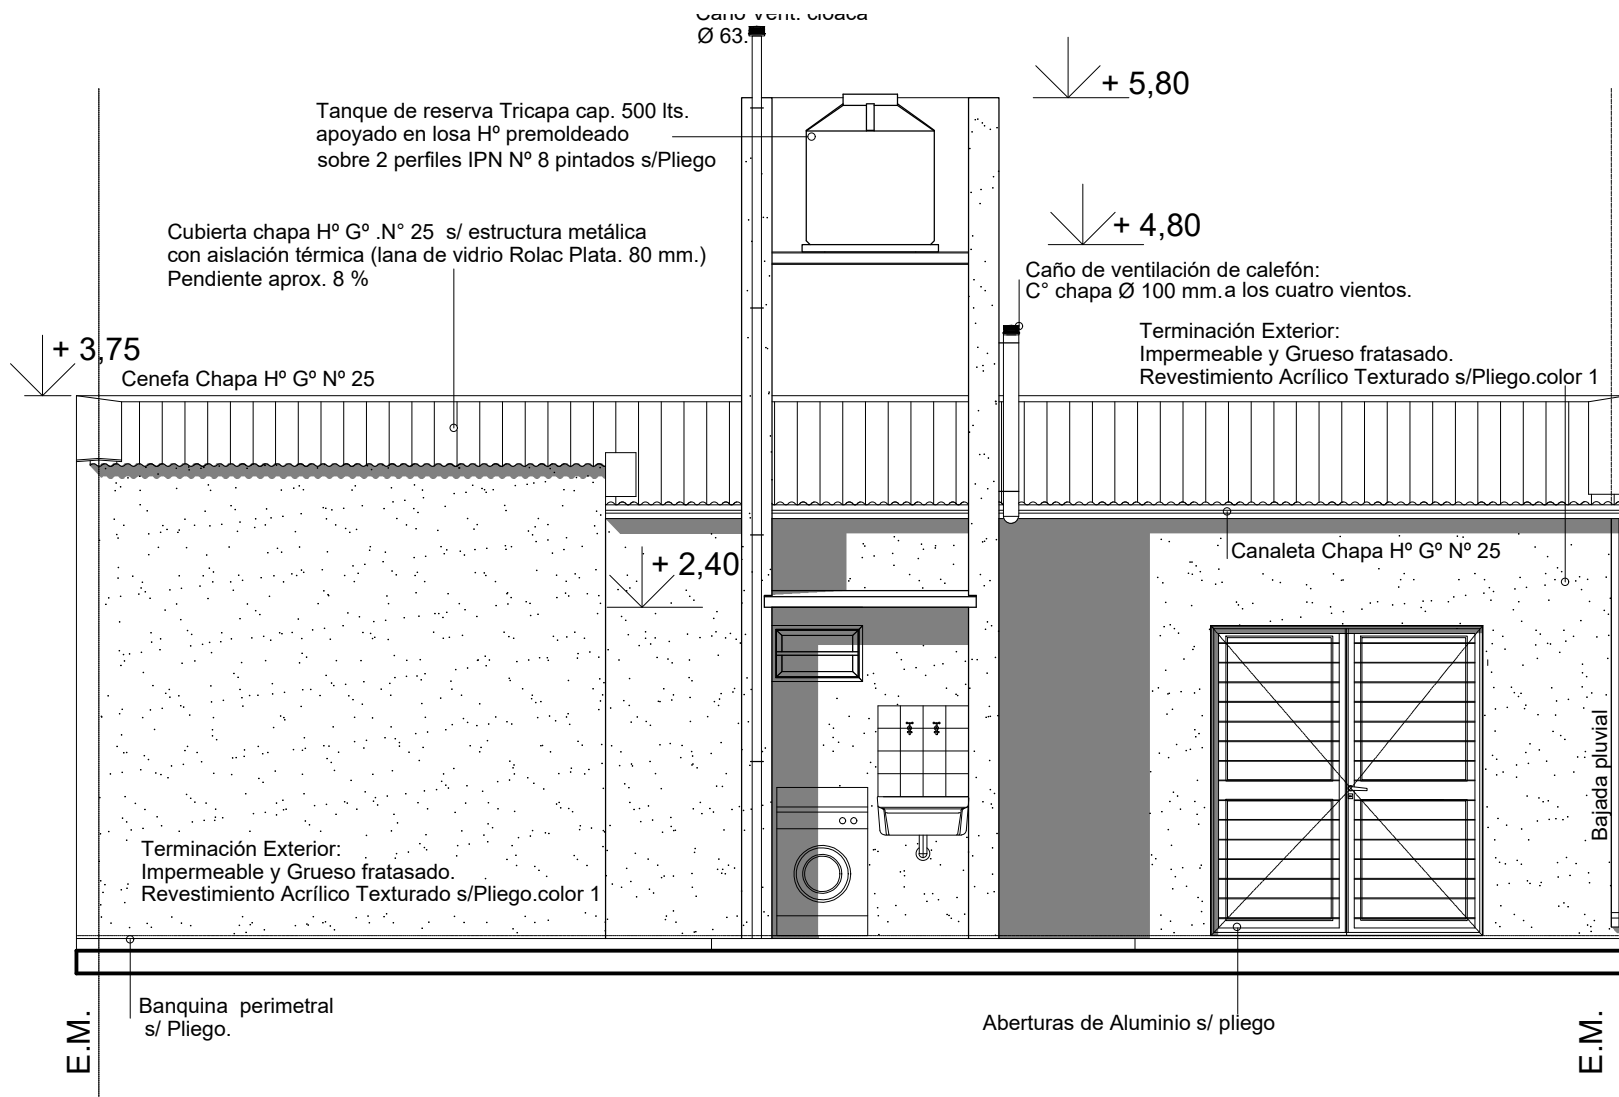 Caño Vent. cloaca
Ø 63.
+ 5,80
Tanque de reserva Tricapa cap. 500 lts.
apoyado en losa Hº premoldeado
sobre 2 perfiles IPN Nº 8 pintados s/Pliego
+ 4,80
Cubierta chapa Hº Gº .N° 25 s/ estructura metálica
con aislación térmica (lana de vidrio Rolac Plata. 80 mm.)
Pendiente aprox. 8 %
Caño de ventilación de calefón:
C° chapa Ø 100 mm.a los cuatro vientos.
Terminación Exterior:
Impermeable y Grueso fratasado.
Revestimiento Acrílico Texturado s/Pliego.color 1
+ 3,75
Cenefa Chapa Hº Gº Nº 25
Canaleta Chapa Hº Gº Nº 25
+ 2,40
Bajada pluvial
Terminación Exterior:
Impermeable y Grueso fratasado.
Revestimiento Acrílico Texturado s/Pliego.color 1
Banquina perimetral
s/ Pliego.
Aberturas de Aluminio s/ pliego
E.M.
E.M.